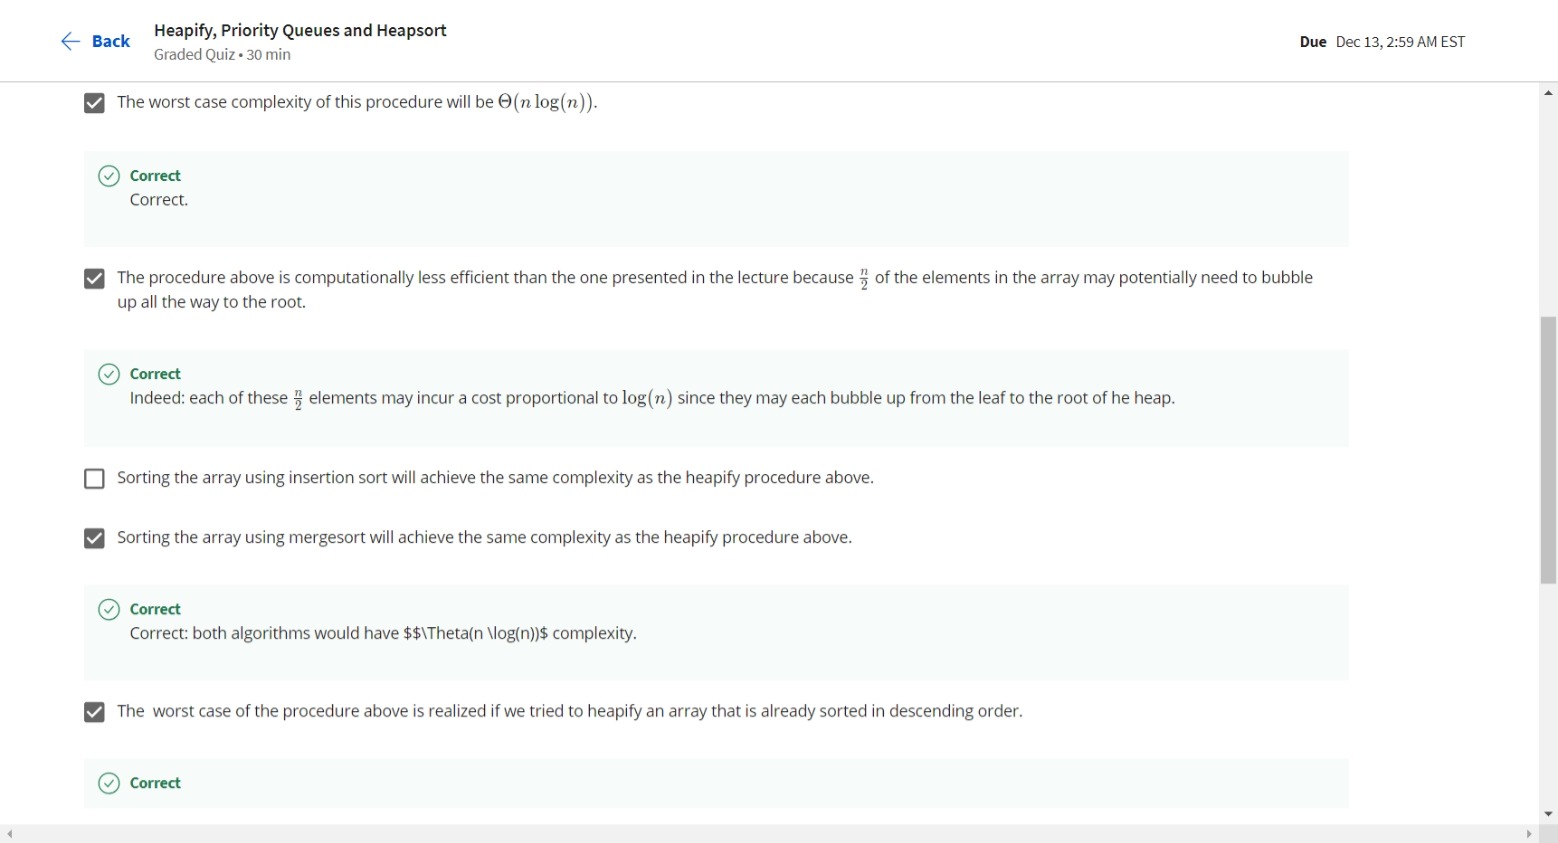 Back
Heapify, Priority Queues and Heapsort
Graded Quiz • 30 min
Due Dec 13, 2:59 AM EST
The worst case complexity of this procedure will be Θ(n log(n)).
Correct
Correct.
The procedure above is computationally less efficient than the one presented in the lecture because n/2 of the elements in the array may potentially need to bubble
up all the way to the root.
Correct
Indeed: each of these n/2 elements may incur a cost proportional to log(n) since they may each bubble up from the leaf to the root of he heap.
Sorting the array using insertion sort will achieve the same complexity as the heapify procedure above.
Sorting the array using mergesort will achieve the same complexity as the heapify procedure above.
Correct
Correct: both algorithms would have $$\Theta(n \log(n))$ complexity.
The  worst case of the procedure above is realized if we tried to heapify an array that is already sorted in descending order.
Correct